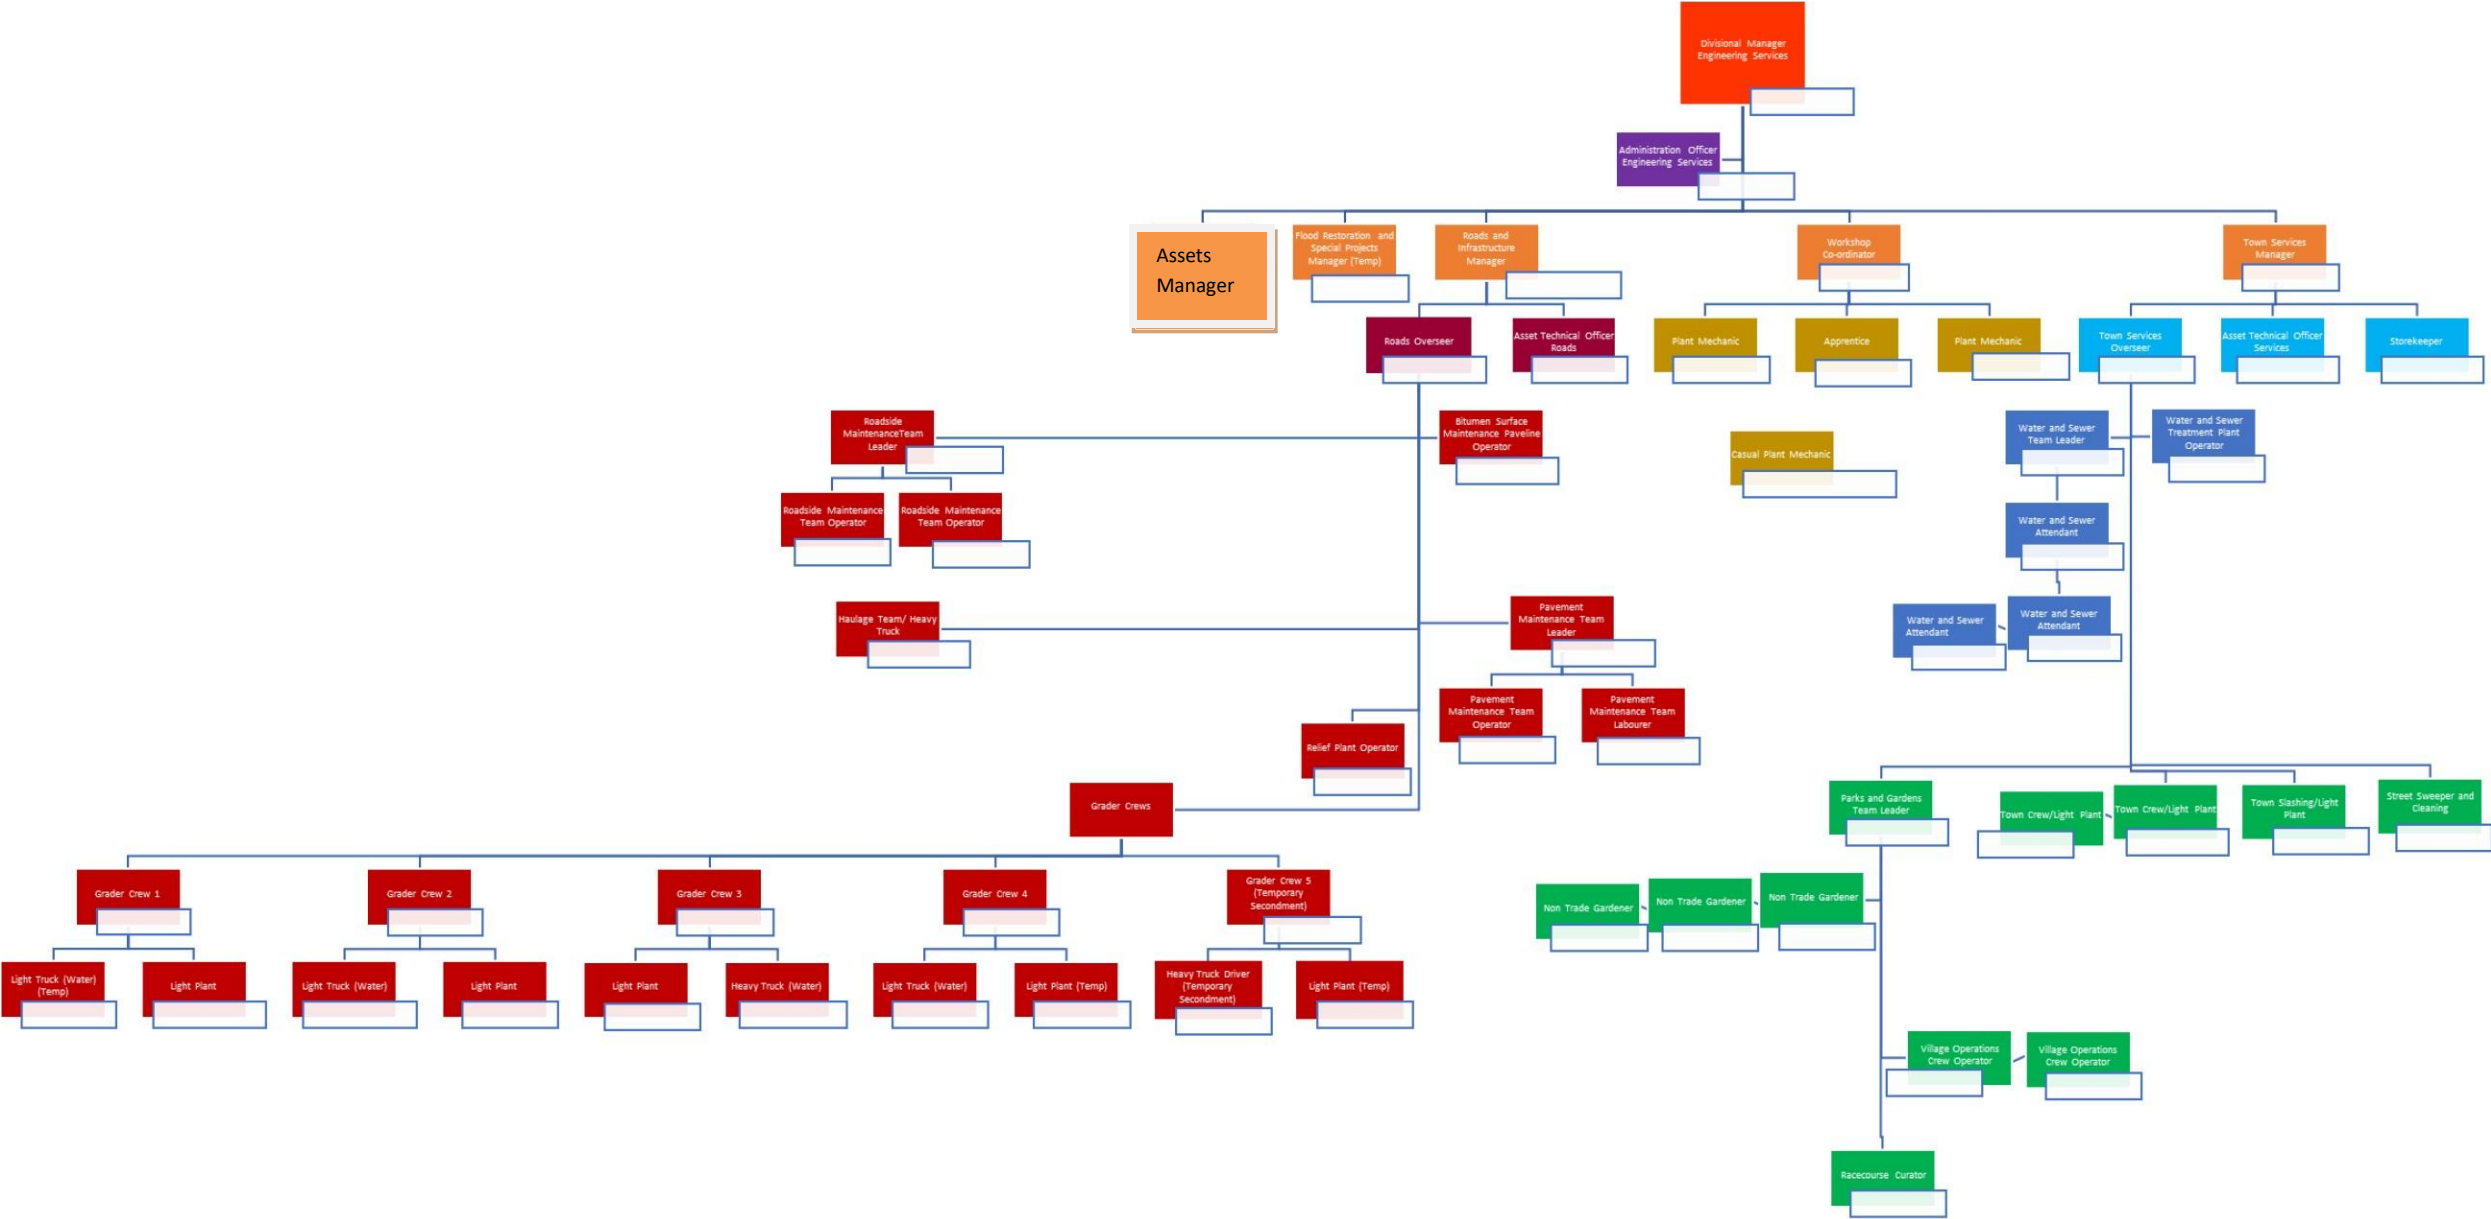 Divisional Manager
Engineering Services
Administration Officer
Engineering Services
Assets
Manager
Flood Restoration and
Special Projects
Manager (Temp)
Roads and
Infrastructure
Manager
Workshop
Co-ordinator
Town Services
Manager
Roads Overseer
Asset Technical Officer
Roads
Plant Mechanic
Apprentice
Plant Mechanic
Town Services
Overseer
Asset Technical Officer
Services
Storekeeper
Roadside
MaintenanceTeam
Leader
Bitumen Surface
Maintenance Paveline
Operator
Casual Plant Mechanic
Water and Sewer
Team Leader
Water and Sewer
Treatment Plant
Operator
Roadside Maintenance
Team Operator
Roadside Maintenance
Team Operator
Water and Sewer
Attendant
Haulage Team/ Heavy
Truck
Pavement
Maintenance Team
Leader
Water and Sewer
Attendant
Water and Sewer
Attendant
Pavement
Maintenance Team
Operator
Pavement
Maintenance Team
Labourer
Relief Plant Operator
Grader Crews
Parks and Gardens
Team Leader
Town Crew/Light Plant
Town Crew/Light Plant
Town Slashing/Light
Plant
Street Sweeper and
Cleaning
Grader Crew 1
Grader Crew 2
Grader Crew 3
Grader Crew 4
Grader Crew 5
(Temporary
Secondment)
Non Trade Gardener
Non Trade Gardener
Non Trade Gardener
Light Truck (Water)
(Temp)
Light Plant
Light Truck (Water)
Light Plant
Light Plant
Heavy Truck (Water)
Light Truck (Water)
Light Plant (Temp)
Heavy Truck Driver
(Temporary
Secondment)
Light Plant (Temp)
Village Operations
Crew Operator
Village Operations
Crew Operator
Racecourse Curator